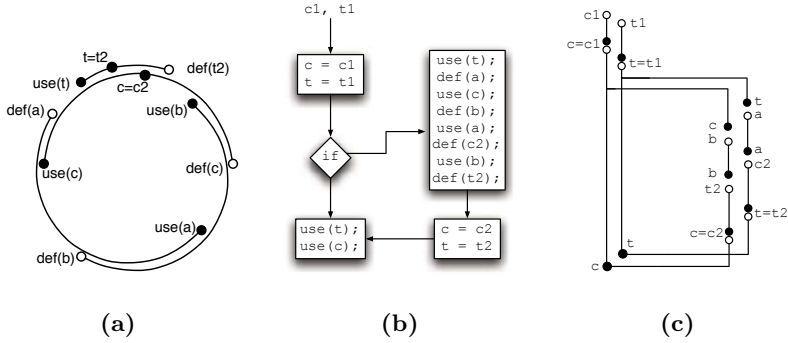 t=t2
def(t2)
use(t)
c=c2
use(b)
def(a)
use(c)
def(c)
use(a)
def(b)
(a)
c1, t1
c = c1
t = t1
if
use(t);
def(a);
use(c);
def(b);
use(a);
def(c2);
use(b);
def(t2);
use(t);
use(c);
c = c2
t = t2
(b)
c1
t1
c=c1
t=t1
t
a
c
b
a
c2
b
t2
t=t2
c=c2
t
c
(c)